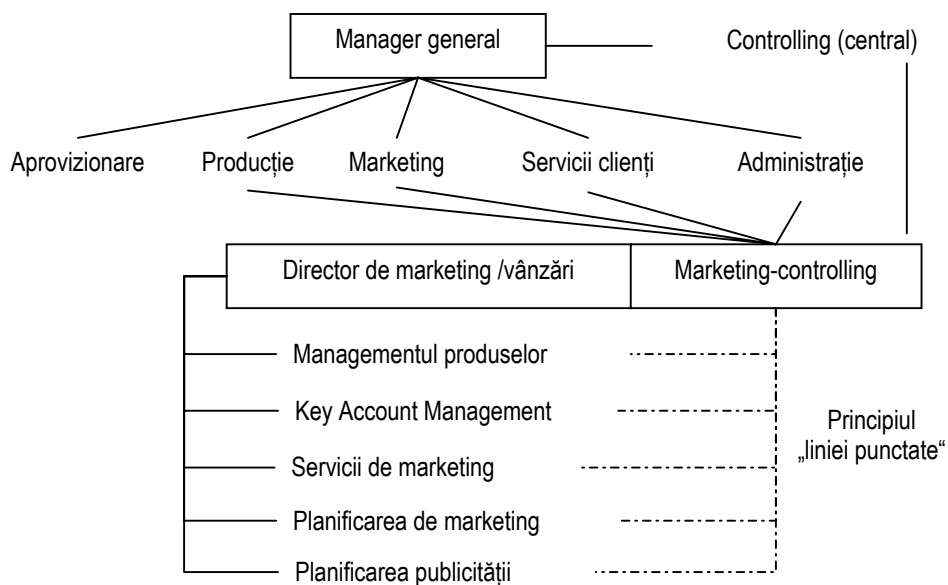 Manager general
Controlling (central)
Aprovizionare
Producție
Marketing
Servicii clienți
Administrație
Director de marketing /vânzări
Marketing-controlling
Managementul produselor
Key Account Management
Servicii de marketing
Planificarea de marketing
Planificarea publicității
Principiul
„liniei punctate“